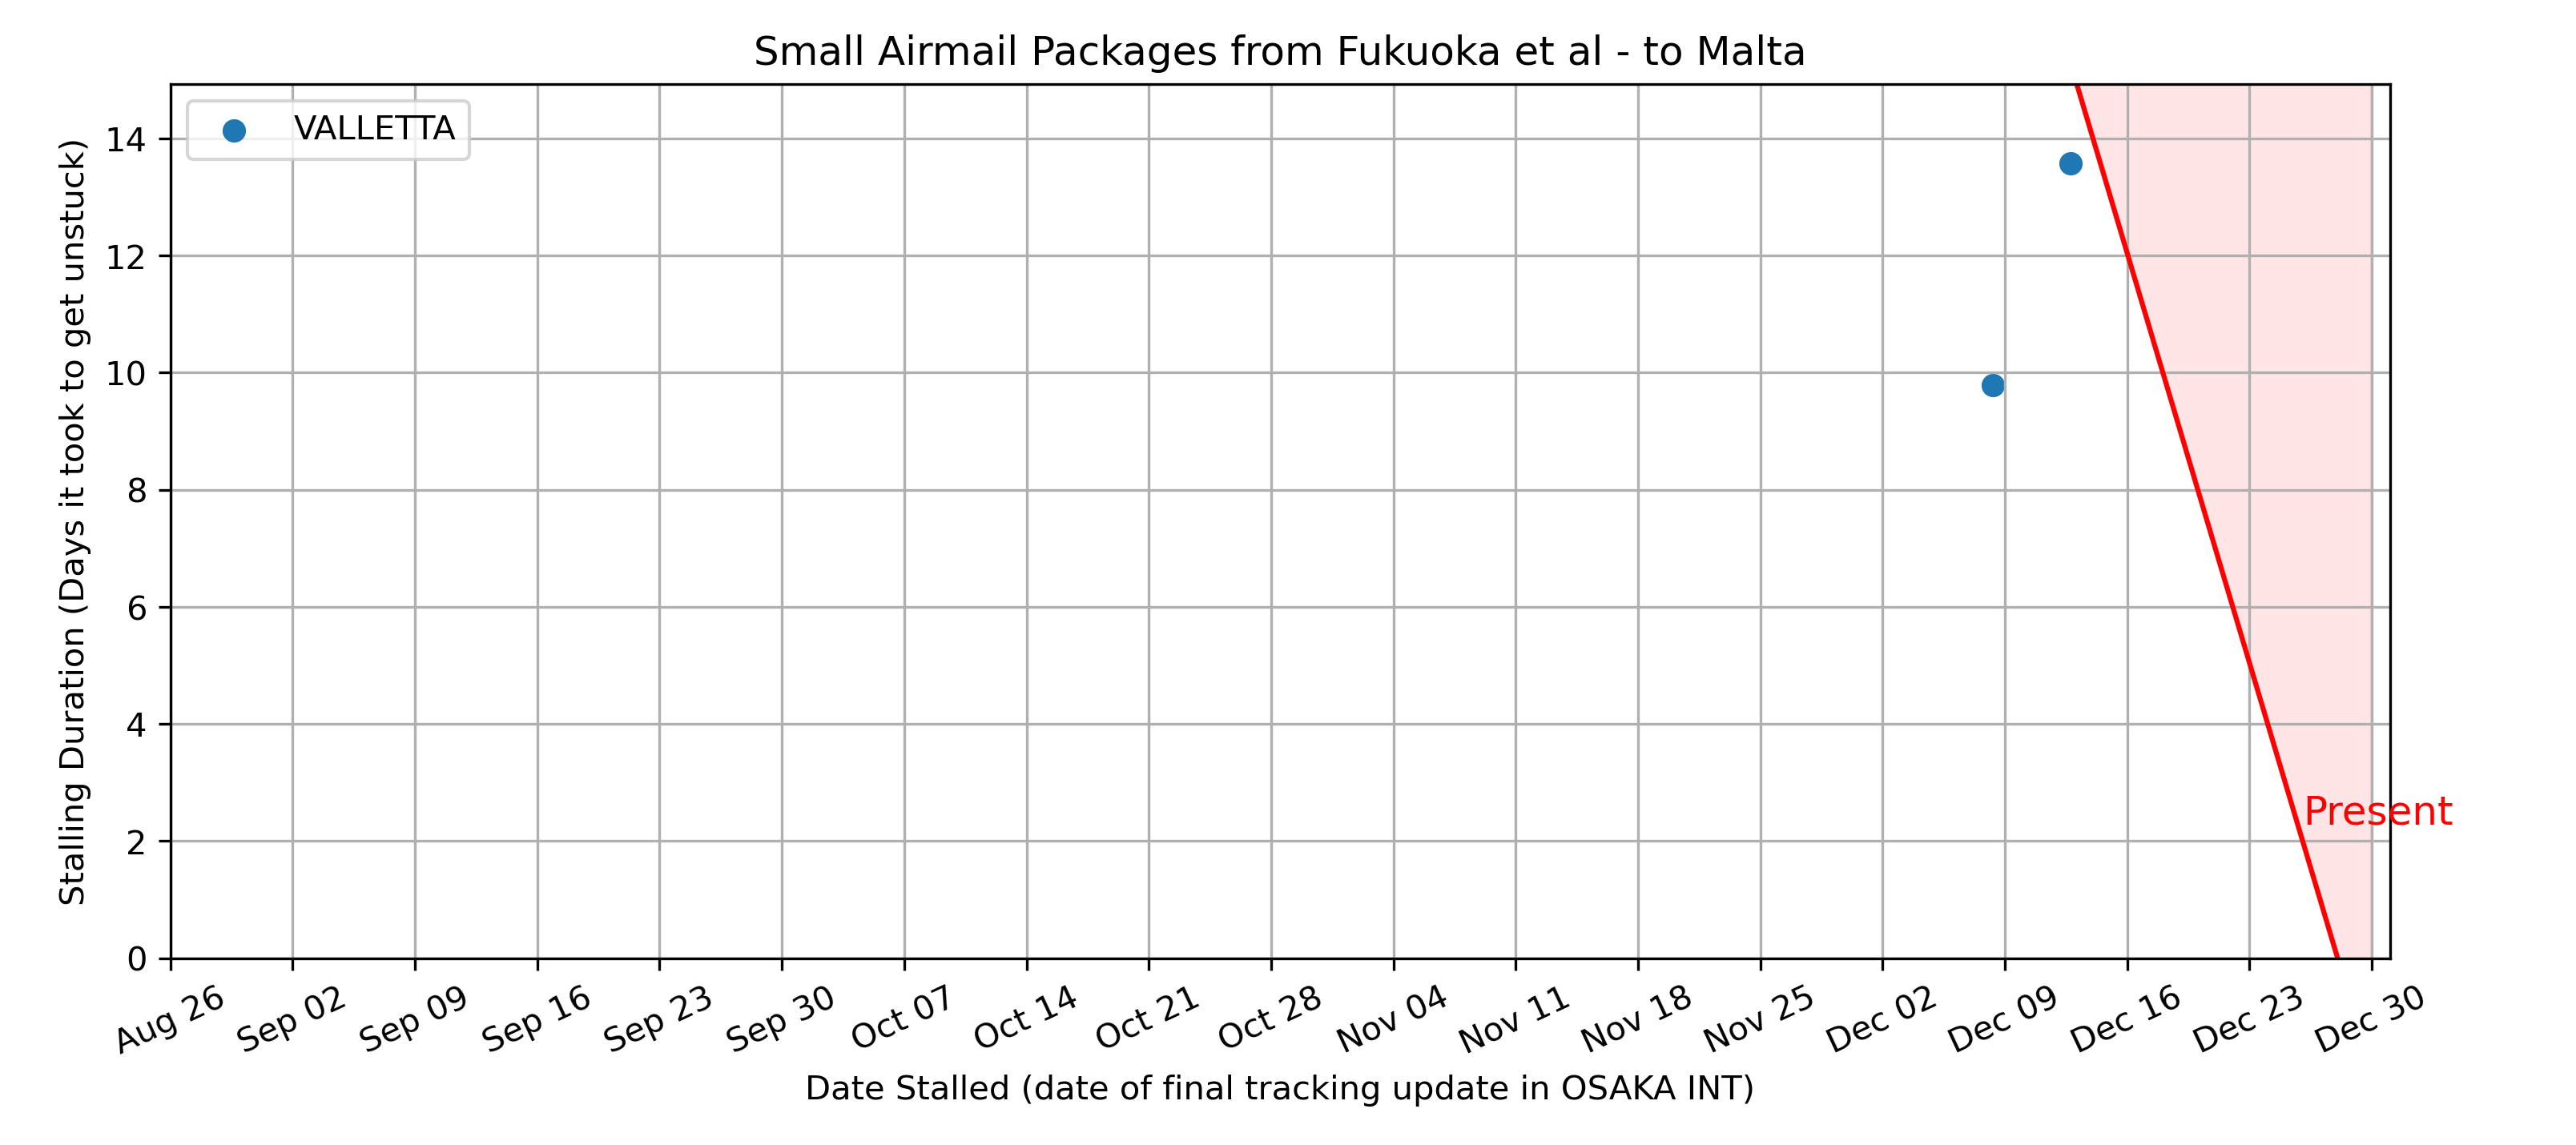 Small Airmail Packages from Fukuoka et al - to Malta
VALLETTA
Stalling Duration (Days it took to get unstuck)
14
12
10
8
6
4
2
0
Present
Aug 26
Sep 02
Sep 09
Sep 16
Sep 23
Sep 30
Oct 07
Oct 14
Oct 21
Oct 28
Nov 04
Nov 11
Nov 18
Nov 25
Dec 02
Dec 09
Dec 16
Dec 23
Dec 30
Date Stalled (date of final tracking update in OSAKA INT)